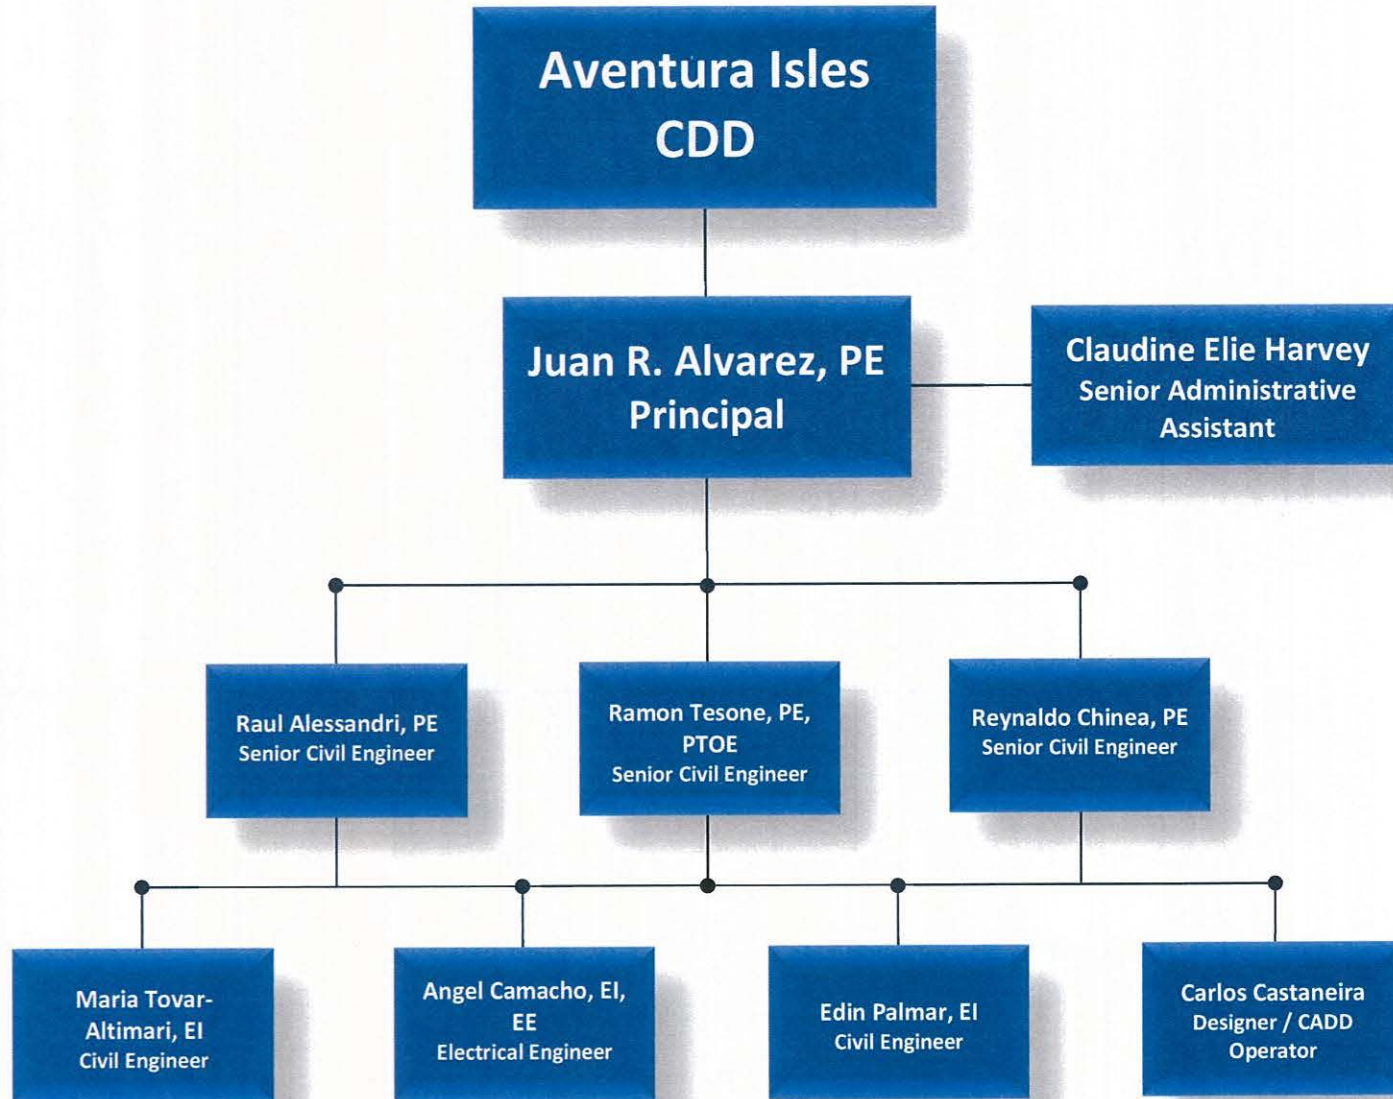 Aventura Isles
CDD
Juan R. Alvarez, PE
Principal
Claudine Elie Harvey
Senior Administrative
Assistant
Raul Alessandri, PE
Senior Civil Engineer
Ramon Tesone, PE,
PTOE
Senior Civil Engineer
Reynaldo Chinea, PE
Senior Civil Engineer
Maria Tovar-
Altimari, EI
Civil Engineer
Angel Camacho, EI,
EE
Electrical Engineer
Edin Palmar, EI
Civil Engineer
Carlos Castaneira
Designer / CADD
Operator